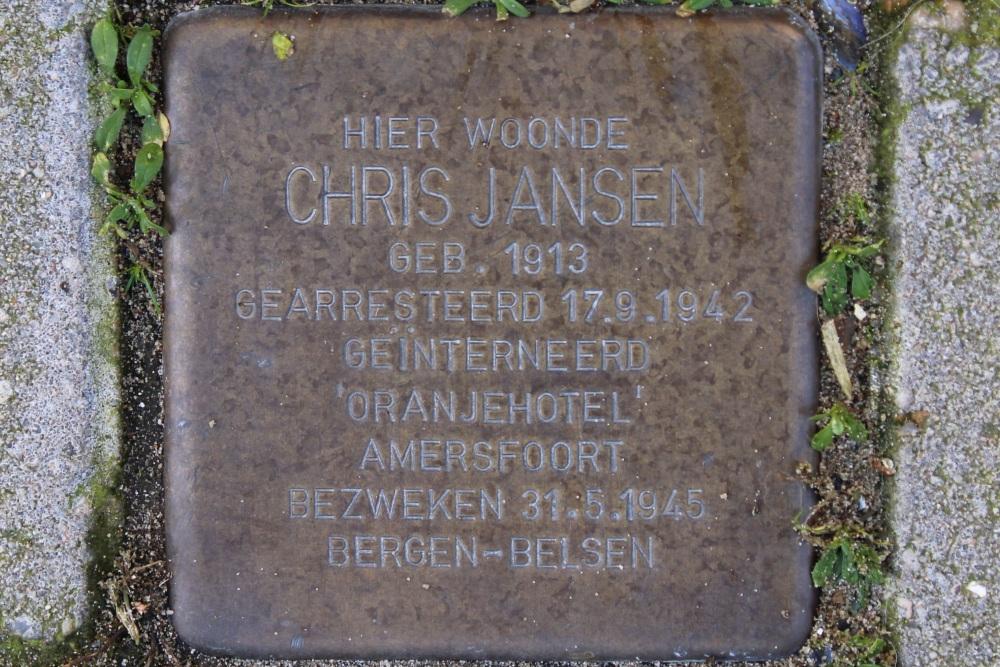 HIER WOONDE
CHRIS JANSEN
GEB. 1913
GEARRESTEERD 17.9.1942
GEÏNTERNEERD
'ORANJEHOTEL'
AMERSFOORT
BEZWEKEN 31.5.1945
BERGEN-BELSEN